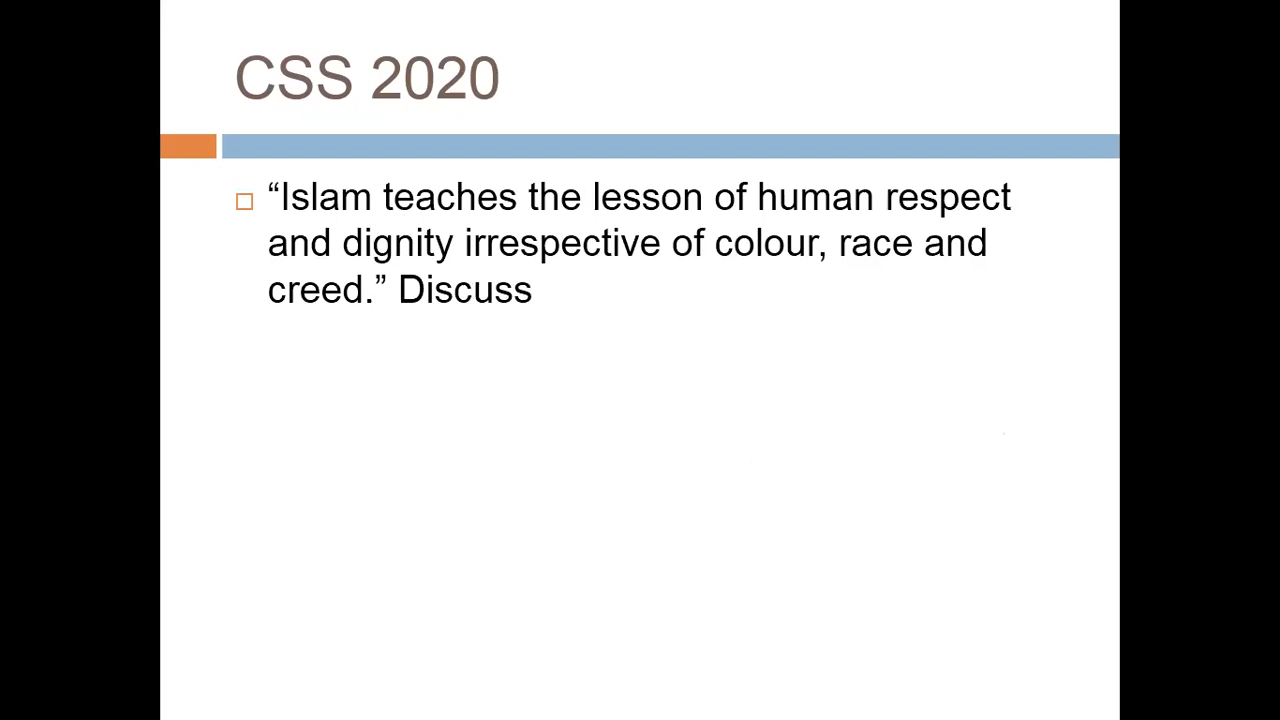 CSS 2020
“Islam teaches the lesson of human respect
and dignity irrespective of colour, race and
creed.” Discuss